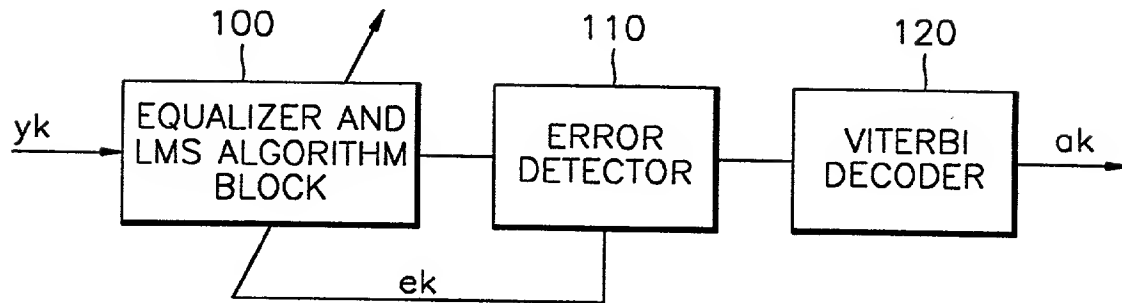 100
110
120
yk
EQUALIZER AND
LMS ALGORITHM
BLOCK
ERROR
DETECTOR
VITERBI
DECODER
ak
ek